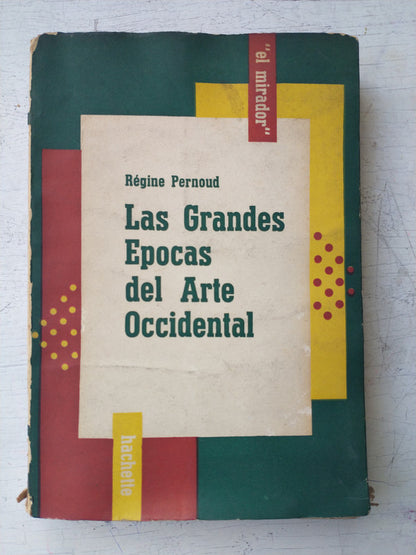 "el mirador"
Régine Pernoud
Las Grandes
Epocas
del Arte
Occidental
hachette